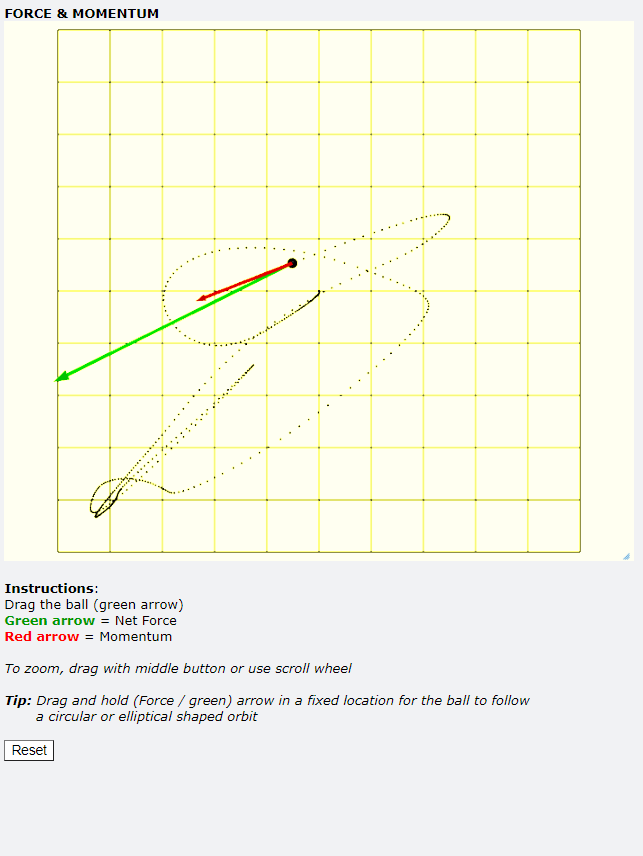 FORCE & MOMENTUM
Instructions:
Drag the ball (green arrow)
Green arrow = Net Force
Red arrow = Momentum
To zoom, drag with middle button or use scroll wheel
Tip: Drag and hold (Force / green) arrow in a fixed location for the ball to follow
a circular or elliptical shaped orbit
Reset